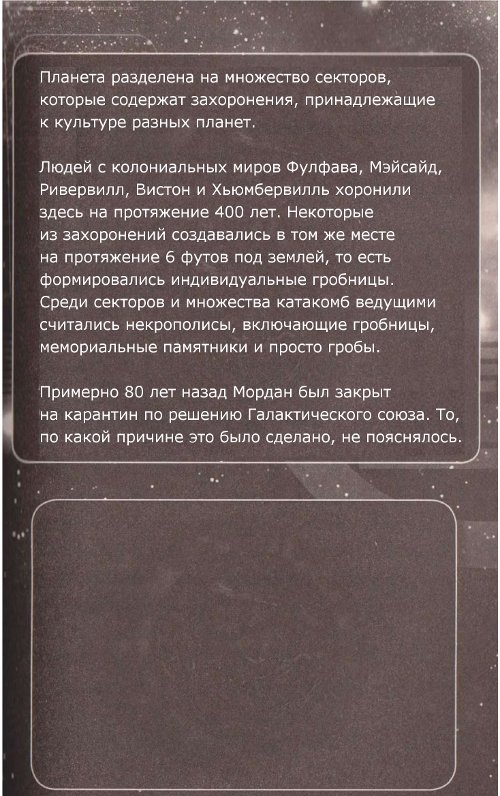 Планета разделена на множество секторов,
которые содержат захоронения, принадлежащие
к культуре разных планет.
Людей с колониальных миров Фулфава, Мэйсайд,
Ривервилл, Вистон и Хьюмбервилль хоронили
здесь на протяжение 400 лет. Некоторые
из захоронений создавались в том же месте
на протяжение 6 футов под землей, то есть
формировались индивидуальные гробницы.
Среди секторов и множества катакомб ведущими
считались некрополисы, включающие гробницы,
мемориальные памятники и просто гробы.
Примерно 80 лет назад Мордан был закрыт
на карантин по решению Галактического союза. То,
по какой причине это было сделано, не пояснялось.